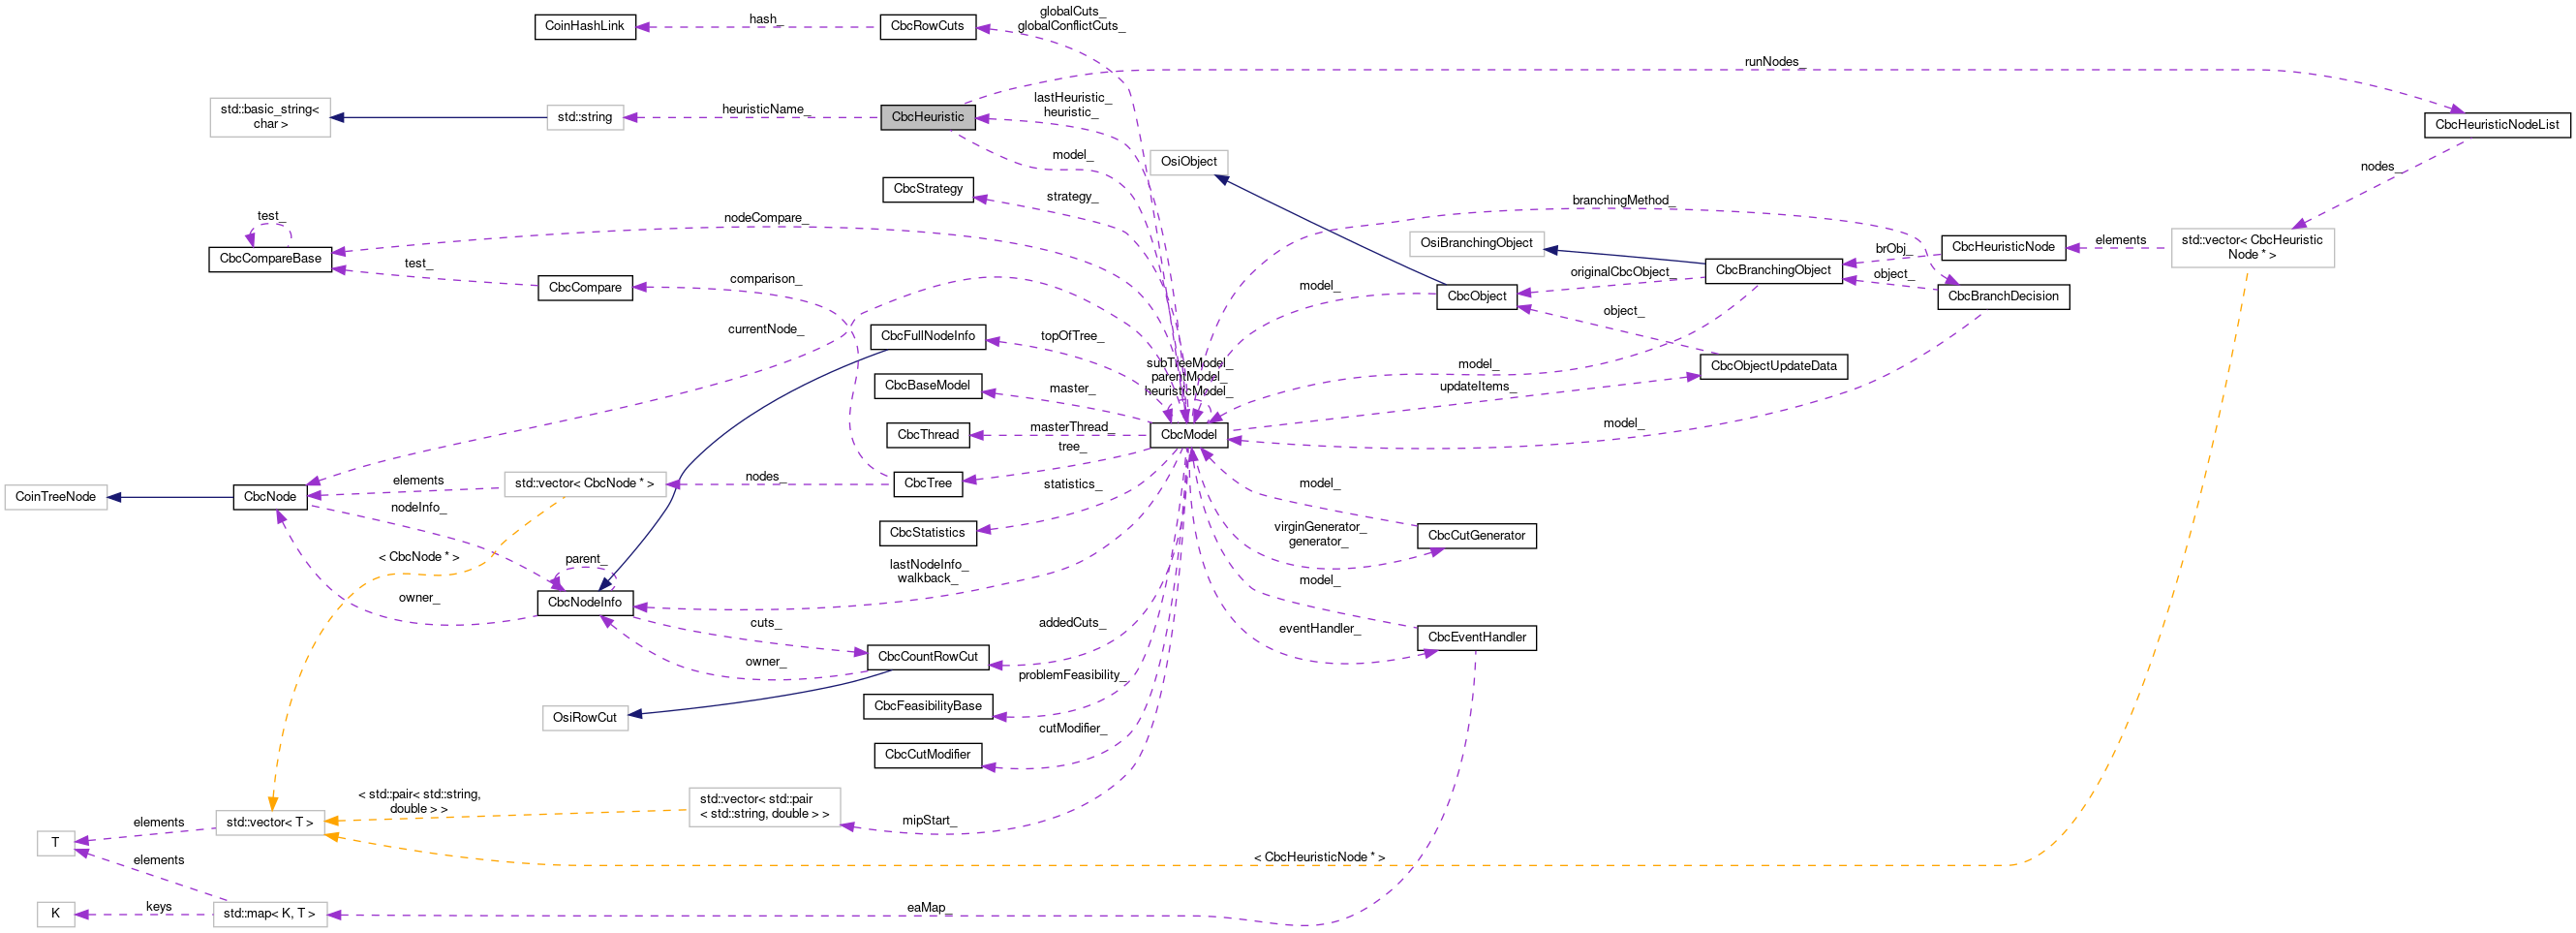 CoinHashLink
hash_
CbcRowCuts
globalCuts_
globalConflictCuts_
runNodes_
std::basic_string<
char >
std::string
heuristicName_
CbcHeuristic
lastHeuristic_
heuristic_
CbcHeuristicNodeList
model_
OsiObject
nodes_
CbcStrategy
strategy_
branchingMethod_
test_
nodeCompare_
CbcCompareBase
OsiBranchingObject
brObj_
CbcHeuristicNode
elements
std::vector< CbcHeuristic
Node * >
test_
CbcCompare
comparison_
model_
originalCbcObject_
CbcBranchingObject
object_
CbcBranchDecision
CbcObject
object_
currentNode_
CbcFullNodeInfo
topOfTree_
subTreeModel_
parentModel_
heuristicModel_
model_
CbcObjectUpdateData
CbcBaseModel
master_
updateItems_
CbcThread
masterThread_
CbcModel
model_
tree_
CoinTreeNode
CbcNode
elements
std::vector< CbcNode * >
nodes_
CbcTree
statistics_
model_
nodeInfo_
CbcStatistics
virginGenerator_
generator_
CbcCutGenerator
< CbcNode * >
parent_
lastNodeInfo_
walkback_
model_
owner_
CbcNodeInfo
cuts_
addedCuts_
eventHandler_
CbcEventHandler
owner_
CbcCountRowCut
problemFeasibility_
OsiRowCut
CbcFeasibilityBase
cutModifier_
CbcCutModifier
< std::pair< std::string,
double > >
std::vector< std::pair
< std::string, double > >
elements
std::vector< T >
mipStart_
T
elements
< CbcHeuristicNode * >
K
keys
std::map< K, T >
eaMap_